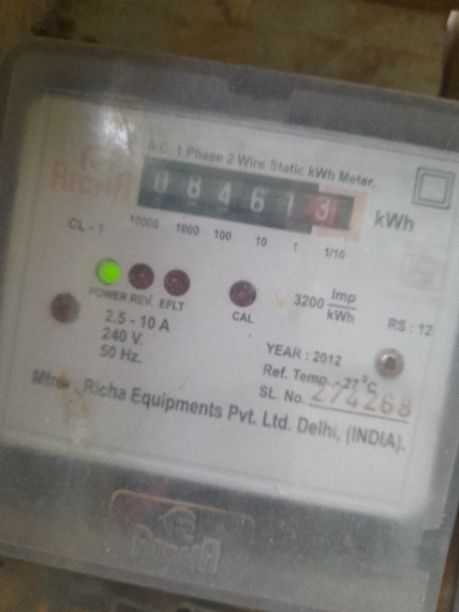 A.C. 1 Phase 2 Wire Static kWh Meter
RICHA
084613
kWh
CL - 1
10000 1000 100 10 1 1/10
POWER REV. EFLT
CAL
3200 Imp/kWh
RS : 12
2.5 - 10 A
240 V.
50 Hz.
YEAR : 2012
Ref. Temp. - 27°C
SL. No. 274268
Mfrs. Richa Equipments Pvt. Ltd. Delhi, (INDIA).
RICHA